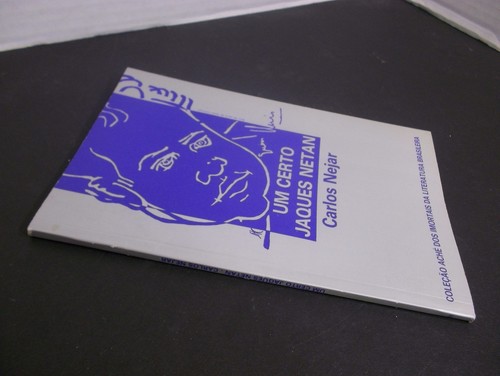 UM CERTO
JAQUES NETAN
Carlos Nejar
COLEÇÃO ACHÉ DOS IMORTAIS DA LITERATURA BRASILEIRA